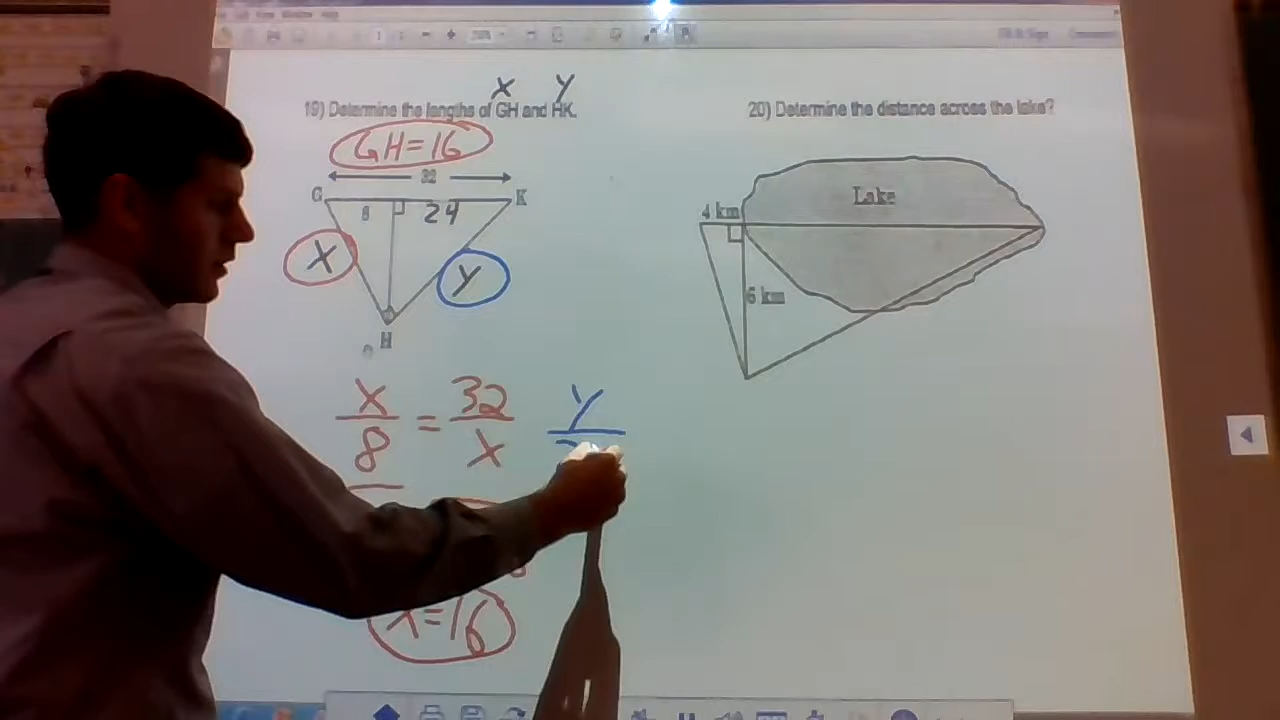 x y
19) Determine the lengths of GH and HK.
GH=16
32
G K
8 24
x y
H
x/8 = 32/x
y
x=16
20) Determine the distance across the lake?
Lake
4 km
6 km